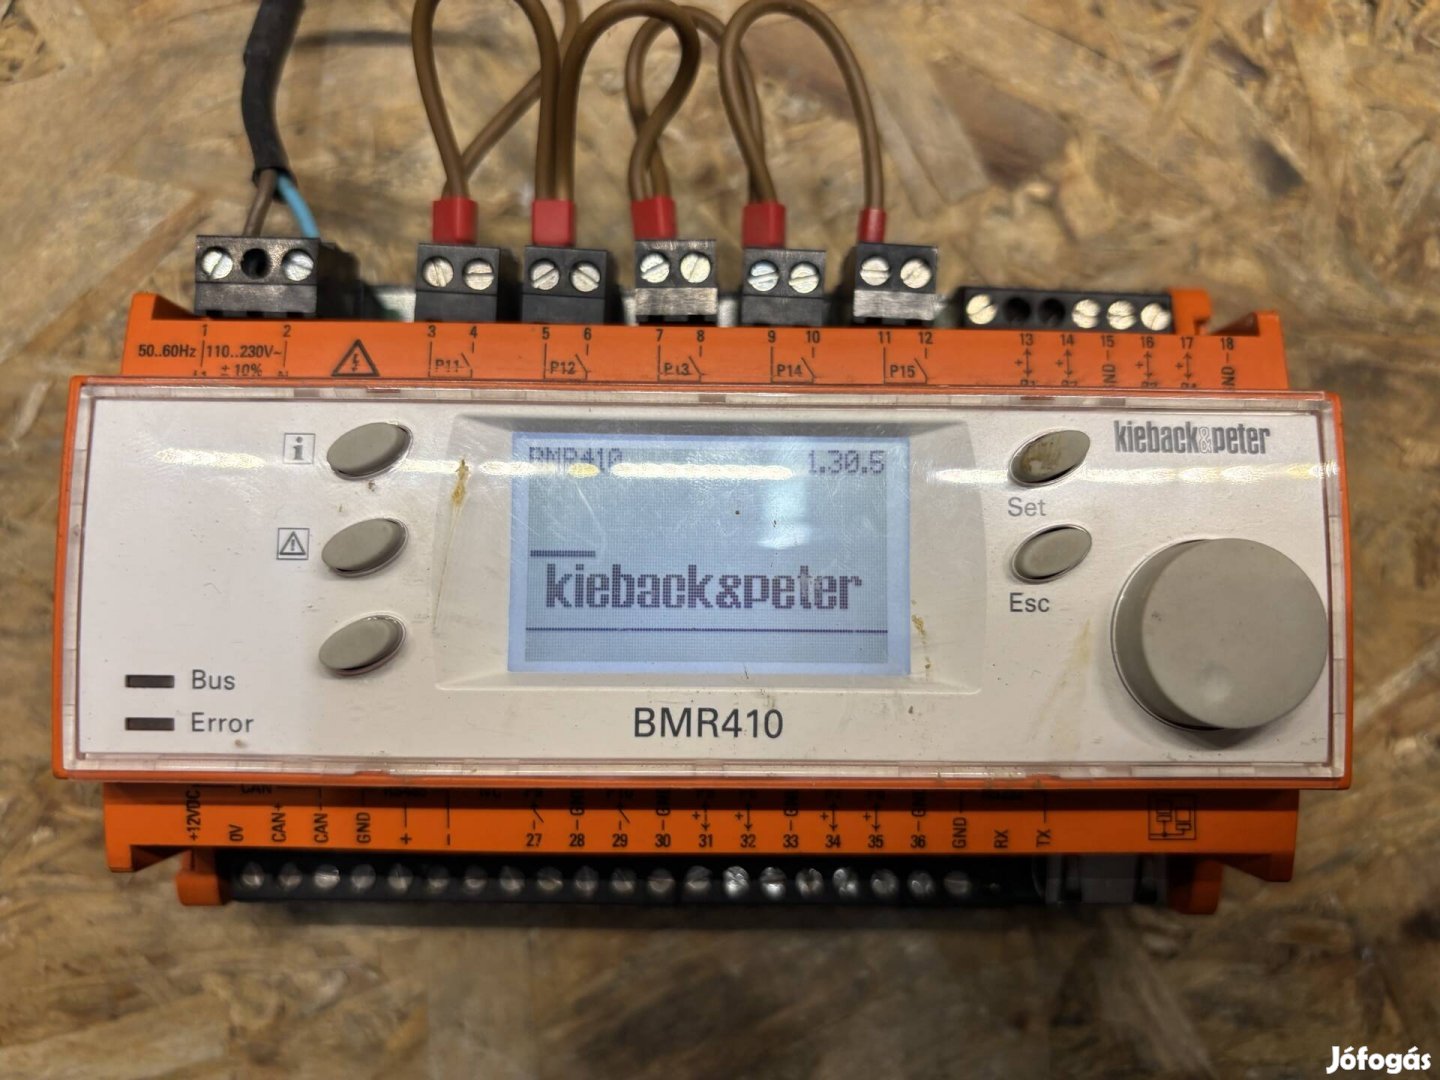 1 2 3 4 5 6 7 8 9 10 11 12 13 14 15 16 17 18
50..60Hz 110..230V~
± 10%
P11 P12 P13 P14 P15
kieback&peter
BMR410 1.30.5
i
Set
kieback&peter
Esc
Bus
BMR410
Error
+12VDC 0V CAN+ CAN- GND + - 27 28 GND 29 30 31 32 33 GND 34 35 36 GND RX TX
Jófogás